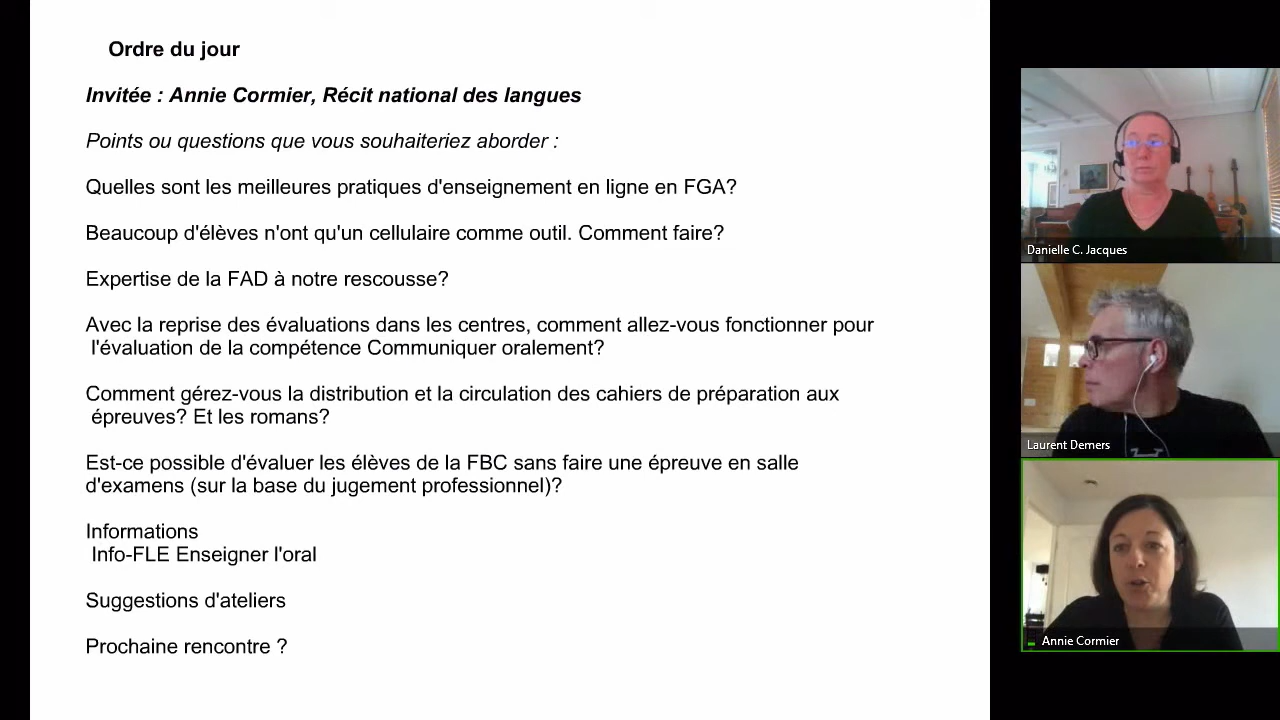 Ordre du jour
Invitée : Annie Cormier, Récit national des langues
Points ou questions que vous souhaiteriez aborder :
Quelles sont les meilleures pratiques d'enseignement en ligne en FGA?
Beaucoup d'élèves n'ont qu'un cellulaire comme outil. Comment faire?
Expertise de la FAD à notre rescousse?
Avec la reprise des évaluations dans les centres, comment allez-vous fonctionner pour
l'évaluation de la compétence Communiquer oralement?
Comment gérez-vous la distribution et la circulation des cahiers de préparation aux
épreuves? Et les romans?
Est-ce possible d'évaluer les élèves de la FBC sans faire une épreuve en salle
d'examens (sur la base du jugement professionnel)?
Informations
Info-FLE Enseigner l'oral
Suggestions d'ateliers
Prochaine rencontre ?
Danielle C. Jacques
Laurent Demers
Annie Cormier